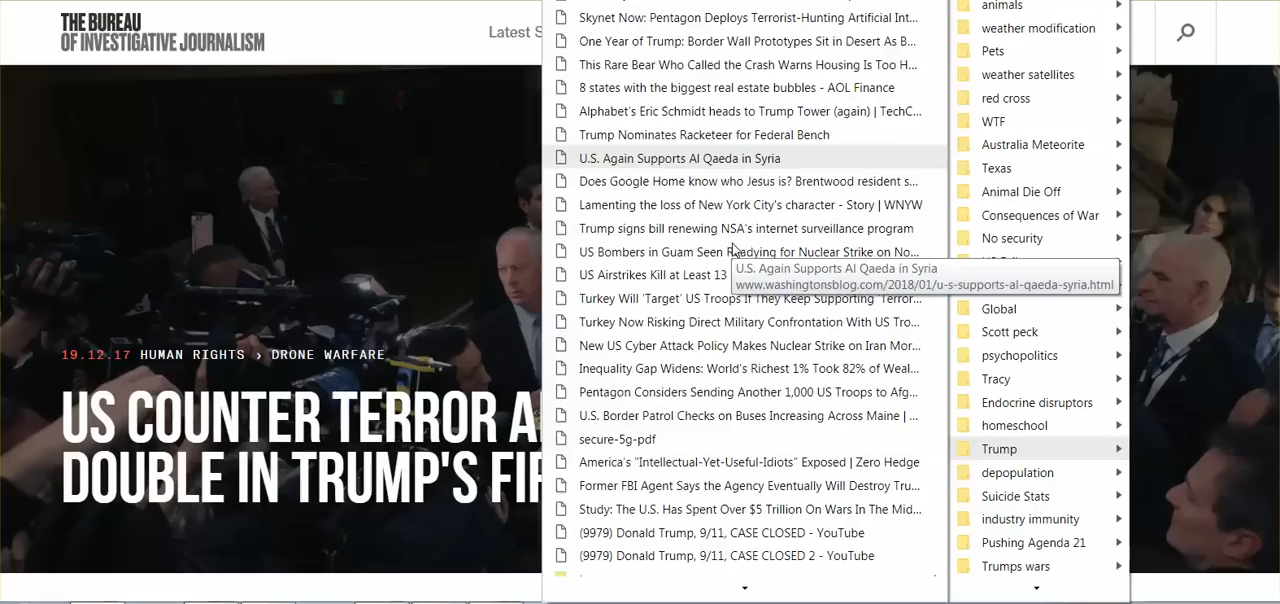 THE BUREAU
OF INVESTIGATIVE JOURNALISM
Latest S
19.12.17 HUMAN RIGHTS › DRONE WARFARE
US COUNTER TERROR A
DOUBLE IN TRUMP'S FIR
Skynet Now: Pentagon Deploys Terrorist-Hunting Artificial Int...
One Year of Trump: Border Wall Prototypes Sit in Desert As B...
This Rare Bear Who Called the Crash Warns Housing Is Too H...
8 states with the biggest real estate bubbles - AOL Finance
Alphabet's Eric Schmidt heads to Trump Tower (again) | TechC...
Trump Nominates Racketeer for Federal Bench
U.S. Again Supports Al Qaeda in Syria
Does Google Home know who Jesus is? Brentwood resident s...
Lamenting the loss of New York City's character - Story | WNYW
Trump signs bill renewing NSA's internet surveillance program
US Bombers in Guam Seen Readying for Nuclear Strike on No...
US Airstrikes Kill at Least 13
U.S. Again Supports Al Qaeda in Syria
www.washingtonsblog.com/2018/01/u-s-supports-al-qaeda-syria.html
Turkey Will 'Target' US Troops If They Keep Supporting 'Terror...
Turkey Now Risking Direct Military Confrontation With US Tro...
New US Cyber Attack Policy Makes Nuclear Strike on Iran Mor...
Inequality Gap Widens: World's Richest 1% Took 82% of Weal...
Pentagon Considers Sending Another 1,000 US Troops to Afg...
U.S. Border Patrol Checks on Buses Increasing Across Maine | ...
secure-5g-pdf
America's "Intellectual-Yet-Useful-Idiots" Exposed | Zero Hedge
Former FBI Agent Says the Agency Eventually Will Destroy Tru...
Study: The U.S. Has Spent Over $5 Trillion On Wars In The Mid...
(9979) Donald Trump, 9/11, CASE CLOSED - YouTube
(9979) Donald Trump, 9/11, CASE CLOSED 2 - YouTube
animals
weather modification
Pets
weather satellites
red cross
WTF
Australia Meteorite
Texas
Animal Die Off
Consequences of War
No security
Global
Scott peck
psychopolitics
Tracy
Endocrine disruptors
homeschool
Trump
depopulation
Suicide Stats
industry immunity
Pushing Agenda 21
Trumps wars